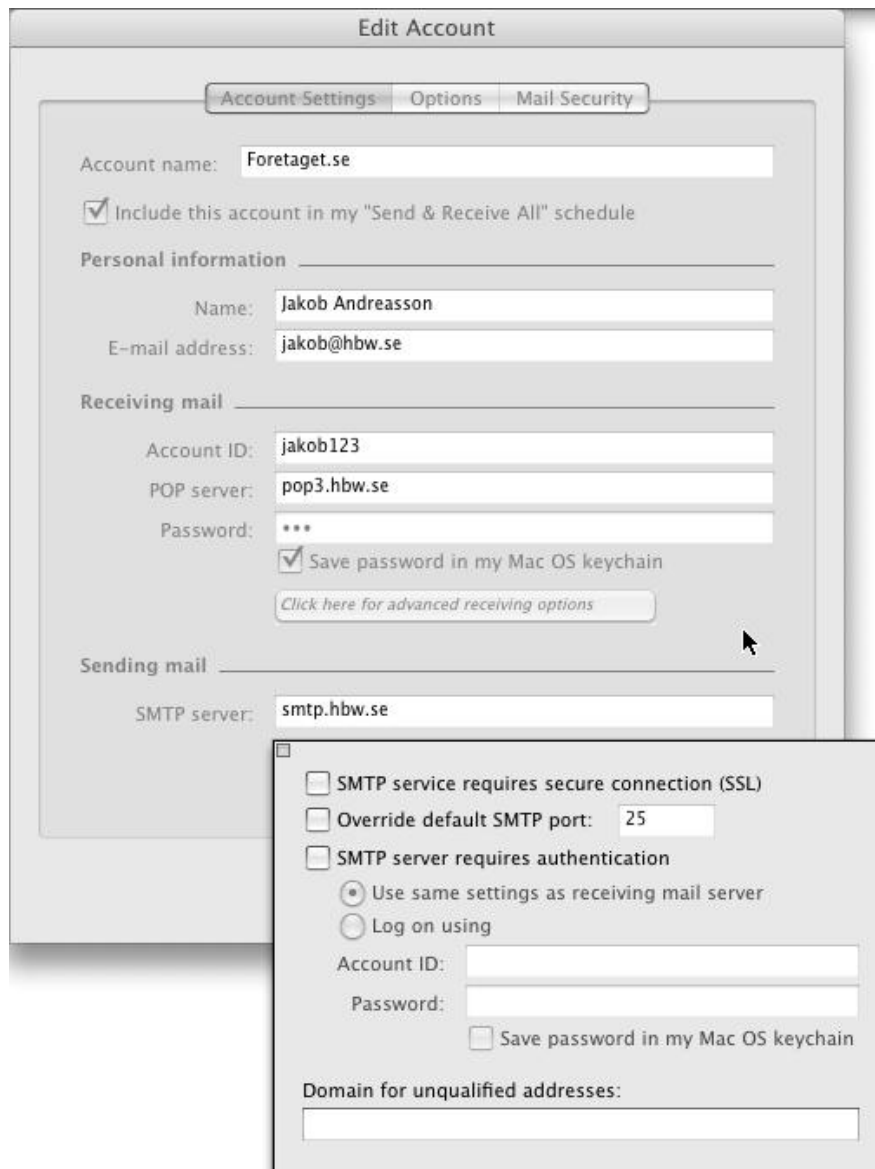 Edit Account
Account Settings Options Mail Security
Account name: Foretaget.se
Include this account in my "Send & Receive All" schedule
Personal information
Name: Jakob Andreasson
E-mail address: jakob@hbw.se
Receiving mail
Account ID: jakob123
POP server: pop3.hbw.se
Password: •••
Save password in my Mac OS keychain
Click here for advanced receiving options
Sending mail
SMTP server: smtp.hbw.se
SMTP service requires secure connection (SSL)
Override default SMTP port: 25
SMTP server requires authentication
Use same settings as receiving mail server
Log on using
Account ID:
Password:
Save password in my Mac OS keychain
Domain for unqualified addresses: